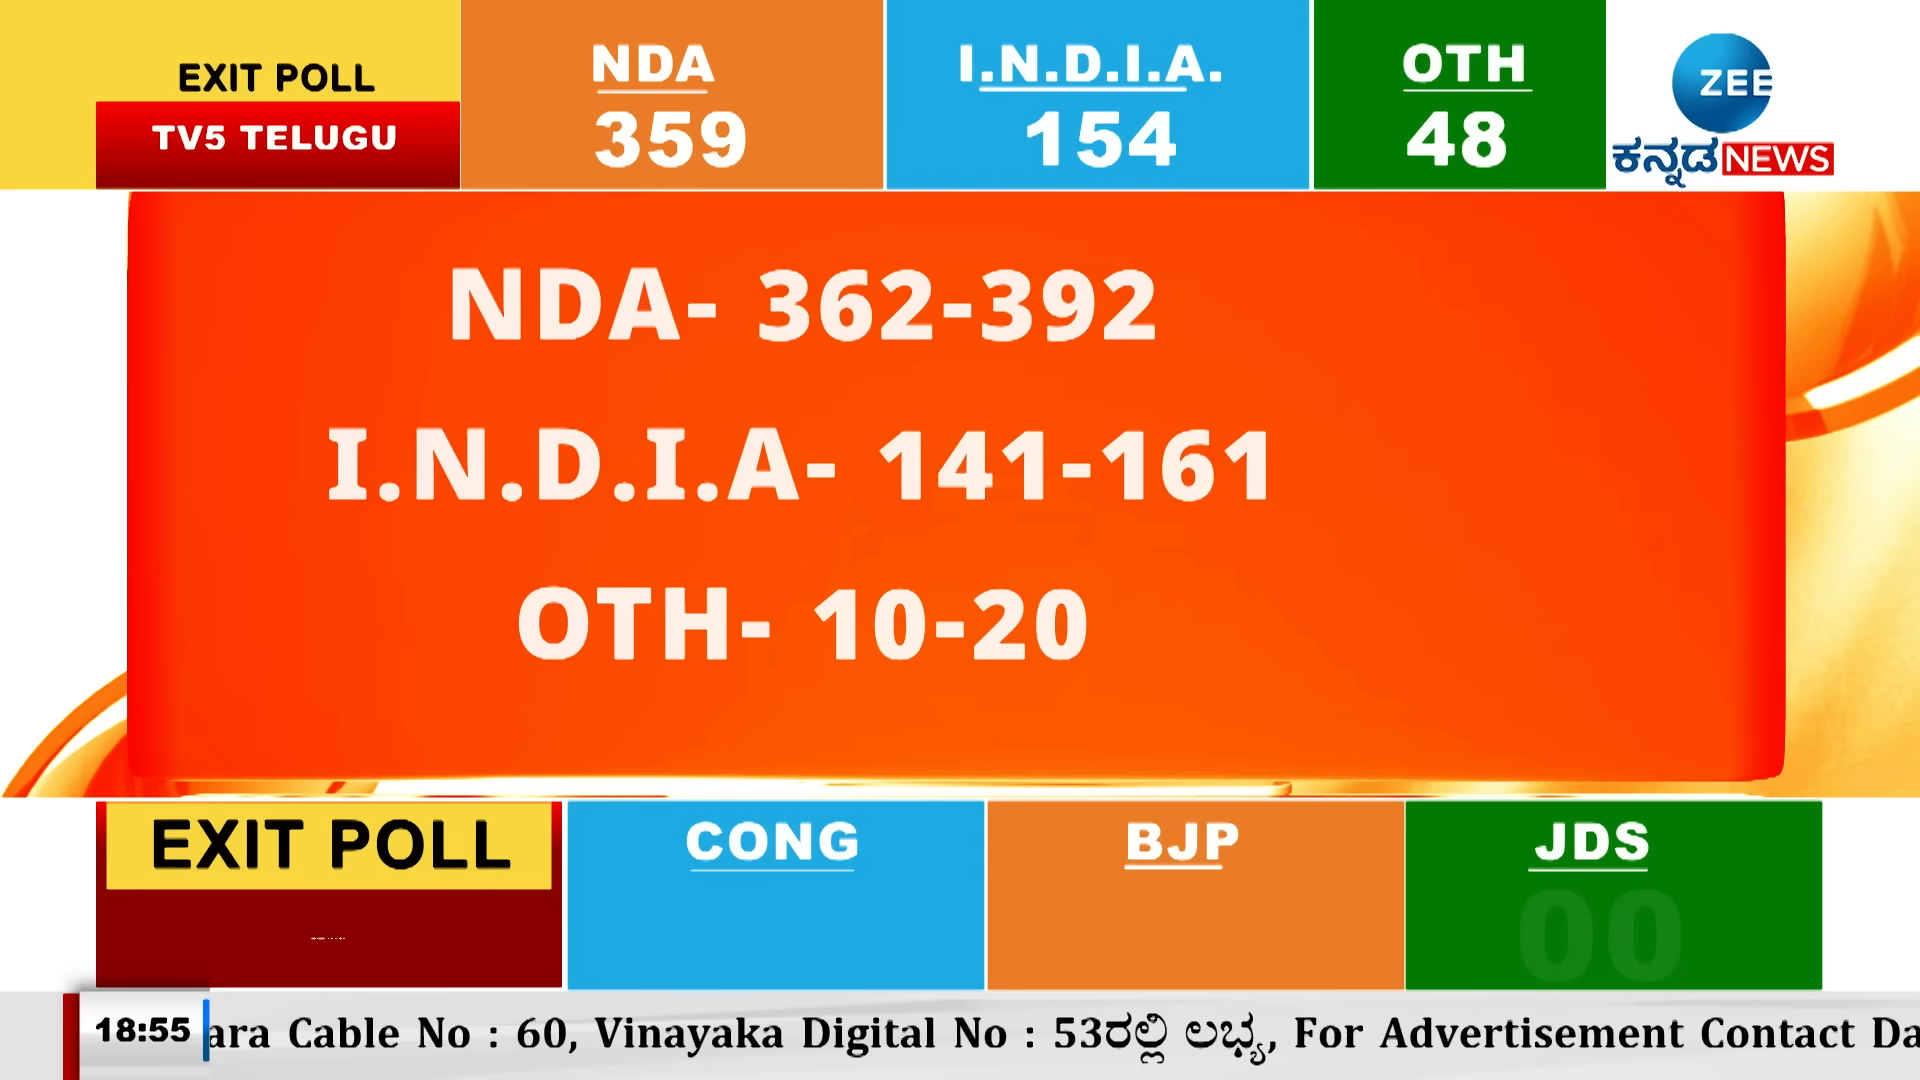 EXIT POLL
TV5 TELUGU
NDA
359
I.N.D.I.A.
154
OTH
48
ZEE
ಕನ್ನಡ NEWS
NDA- 362-392
I.N.D.I.A- 141-161
OTH- 10-20
EXIT POLL
CONG
BJP
JDS
00
18:55
ara Cable No : 60, Vinayaka Digital No : 53ರಲ್ಲಿ ಲಭ್ಯ, For Advertisement Contact Da